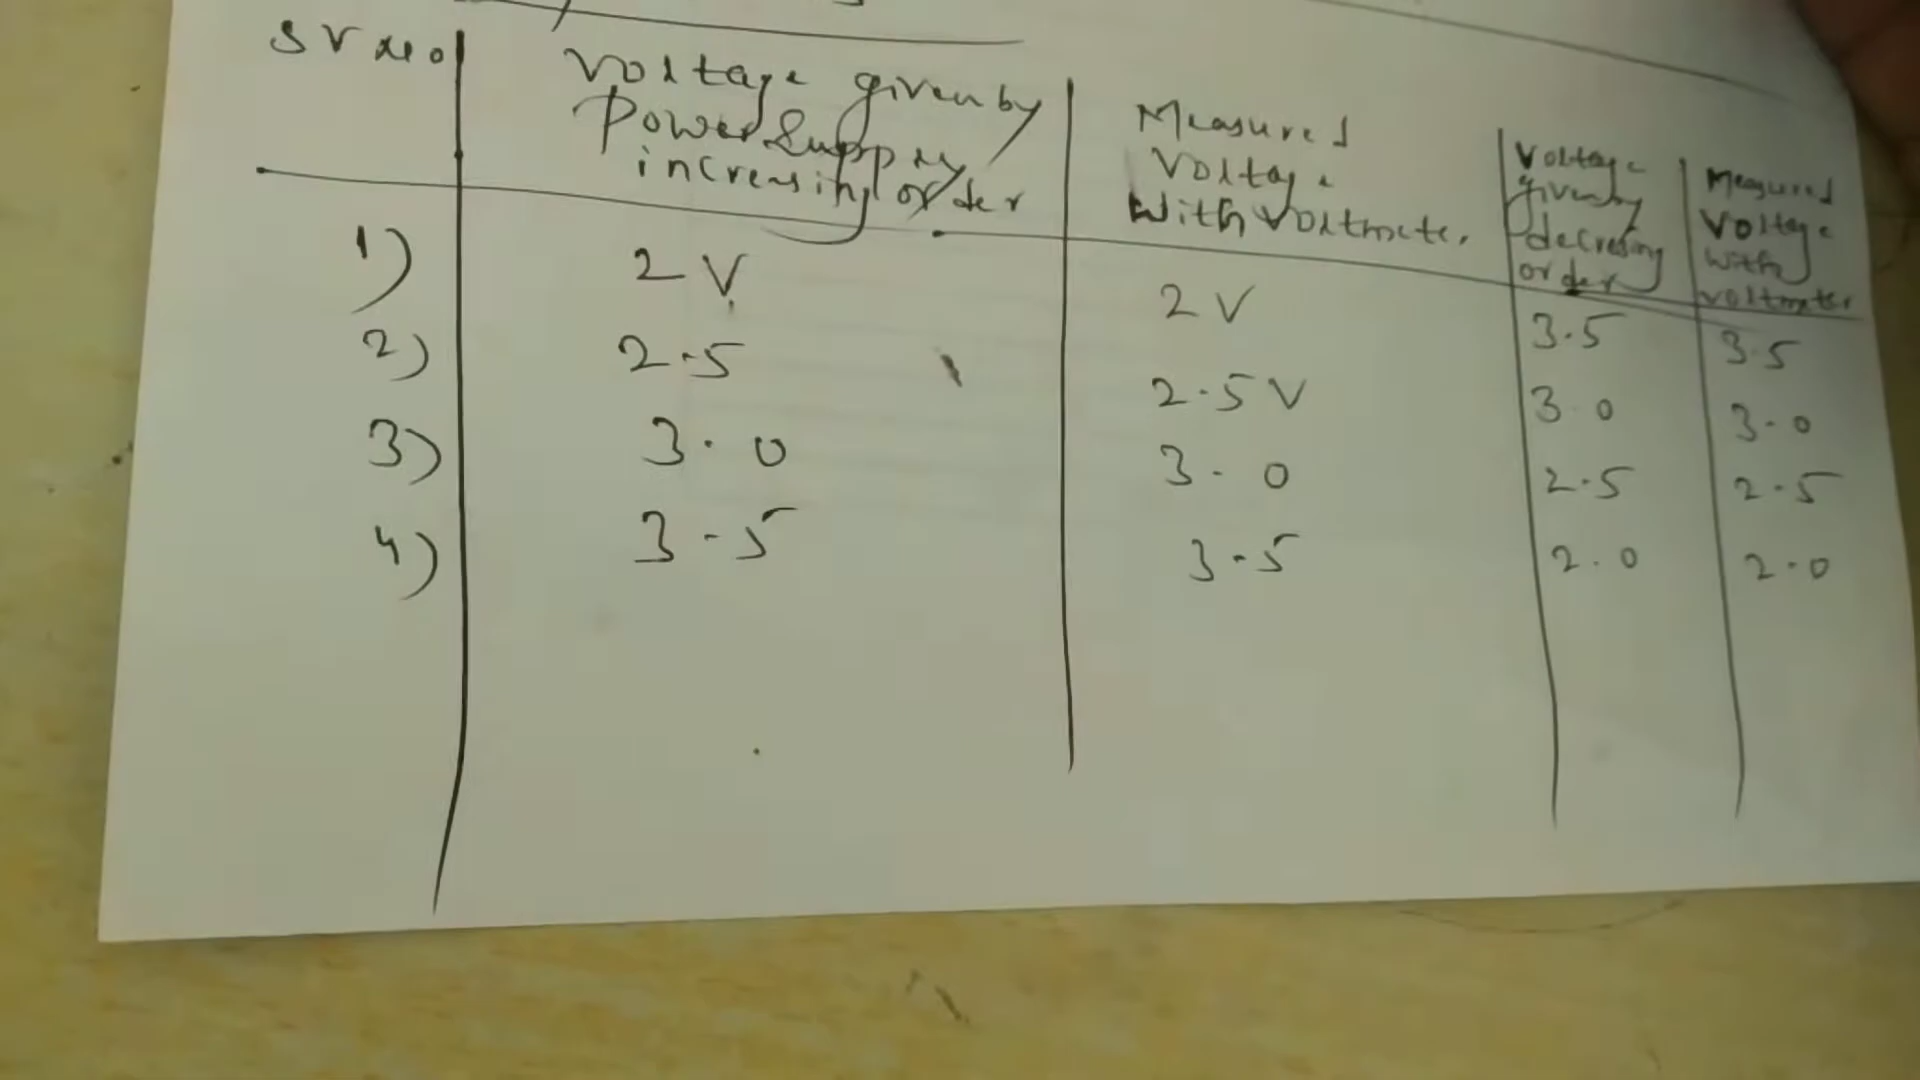 Sr no.
Voltage given by
Power Supply
incresing order
Measured
Voltage
with voltmeter.
Voltage
given by
decresing
order
Measured
Voltage
with
voltmeter
1) 2 V 2 V 3.5 3.5
2) 2.5 2.5 V 3.0 3.0
3) 3.0 3.0 2.5 2.5
4) 3.5 3.5 2.0 2.0